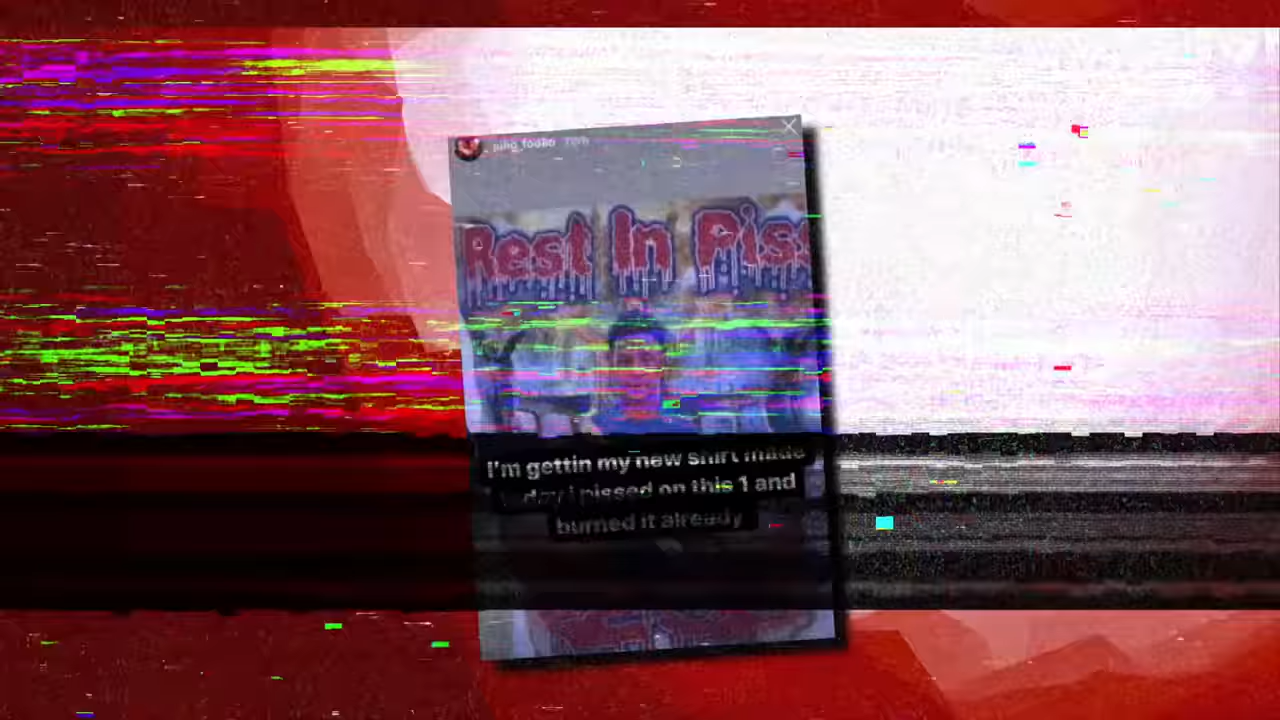 Rest In Piss
I'm gettin my new shirt made
i pissed on this 1 and
burned it already